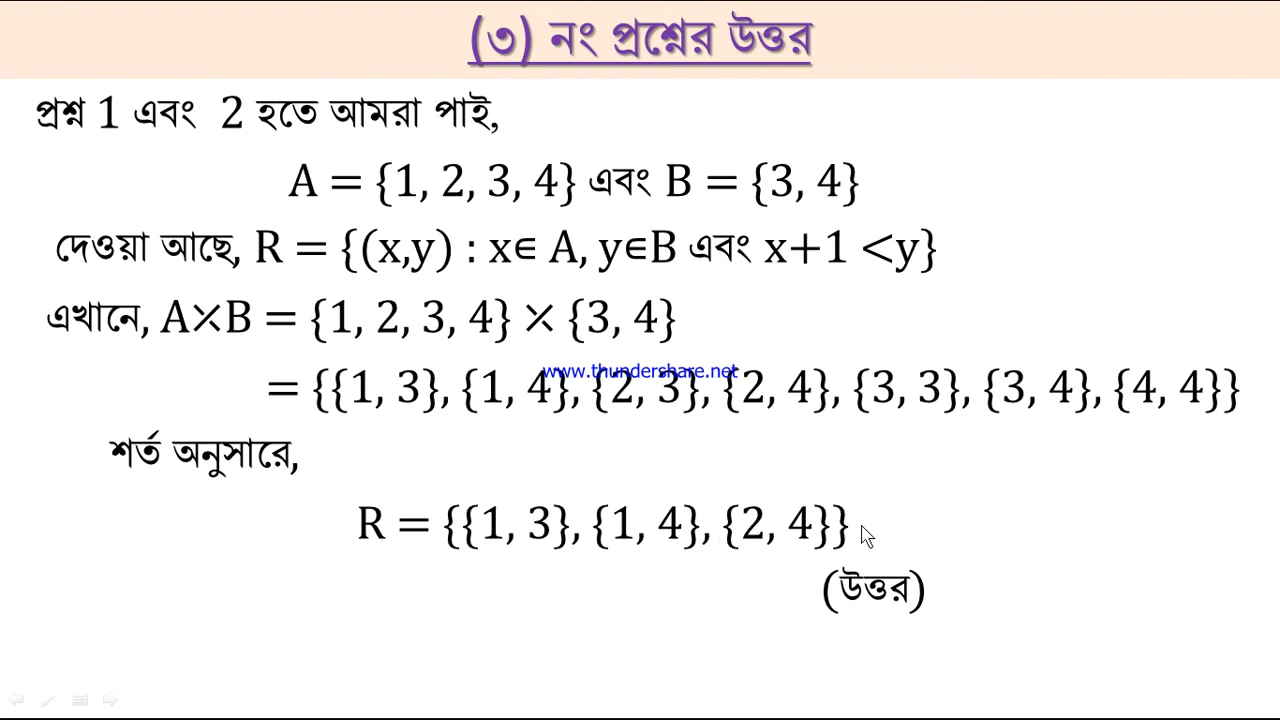 (৩) নং প্রশ্নের উত্তর
প্রশ্ন 1 এবং 2 হতে আমরা পাই,
A = {1, 2, 3, 4} এবং B = {3, 4}
দেওয়া আছে, R = {(x,y) : x∈ A, y∈B এবং x+1 <y}
এখানে, A×B = {1, 2, 3, 4} × {3, 4}
www.thundershare.net
= {{1, 3}, {1, 4}, {2, 3}, {2, 4}, {3, 3}, {3, 4}, {4, 4}}
শর্ত অনুসারে,
R = {{1, 3}, {1, 4}, {2, 4}}
(উত্তর)